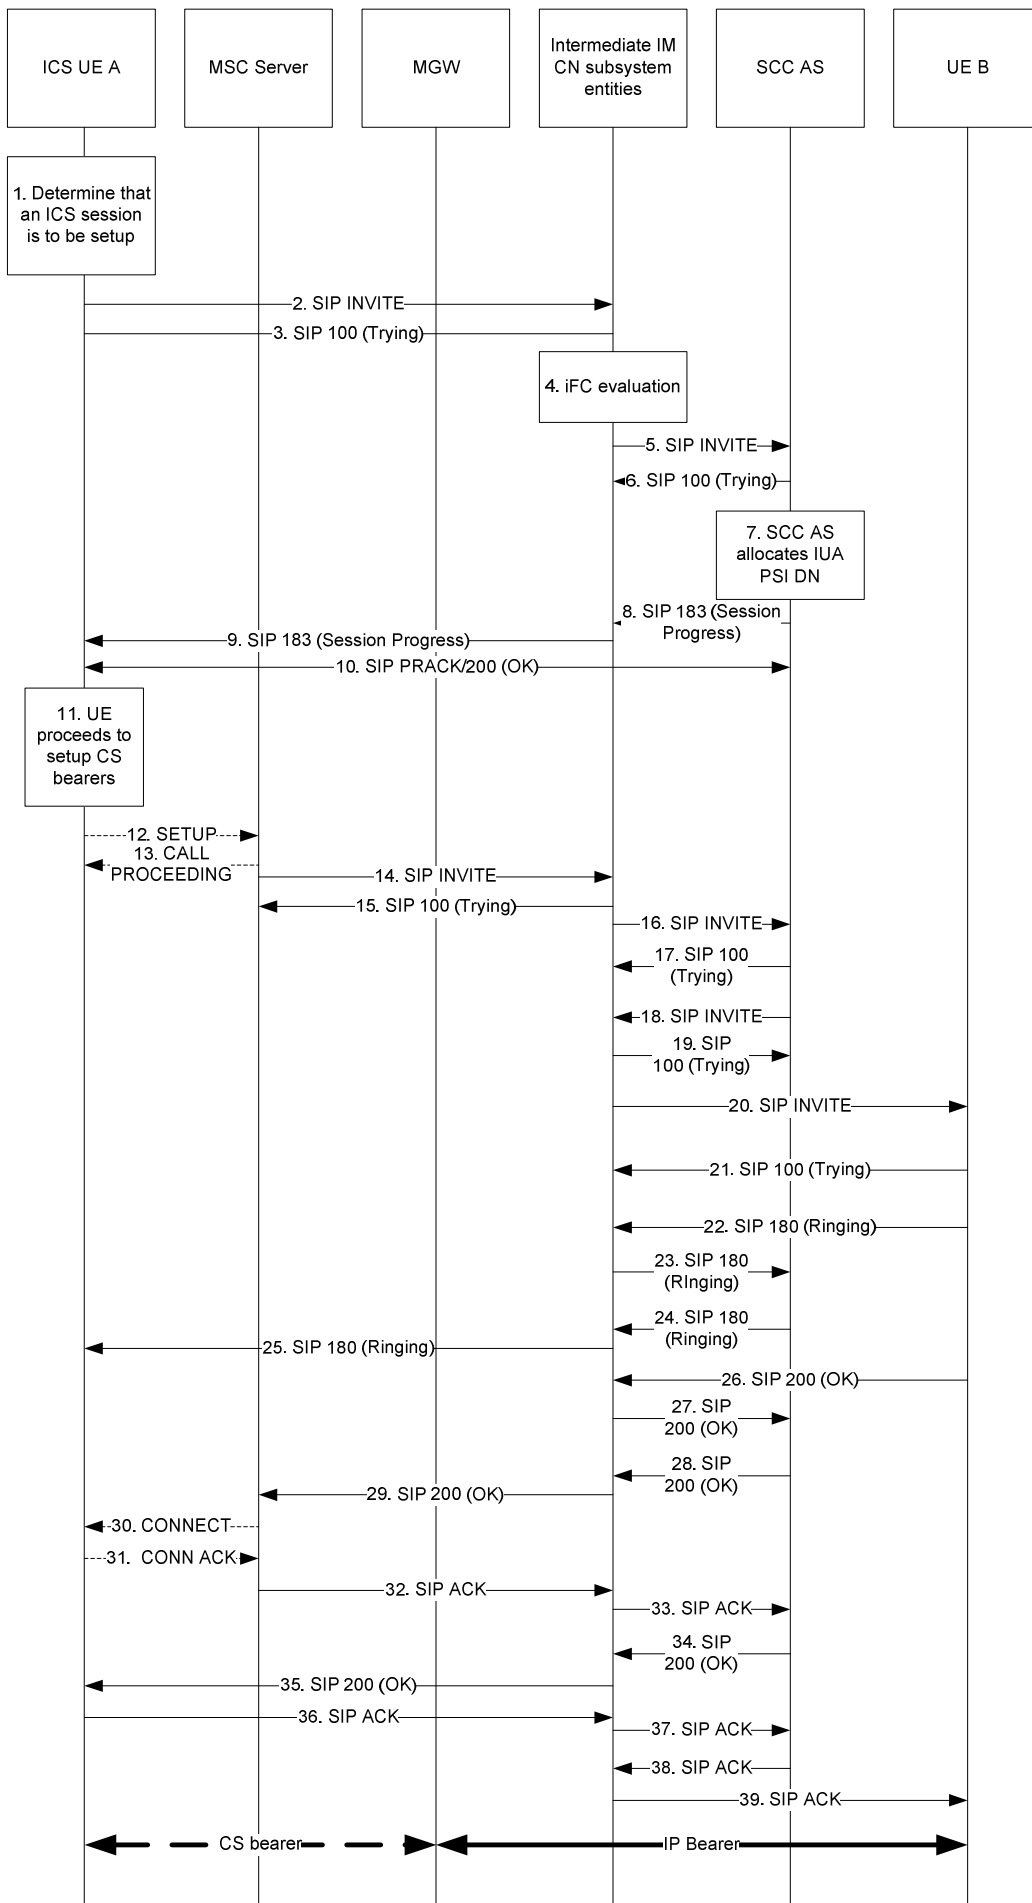 ICS UE A
MSC Server
MGW
Intermediate IM
CN subsystem
entities
SCC AS
UE B
1. Determine that
an ICS session
is to be setup
2. SIP INVITE
3. SIP 100 (Trying)
4. iFC evaluation
5. SIP INVITE
6. SIP 100 (Trying)
7. SCC AS
allocates IUA
PSI DN
8. SIP 183 (Session
Progress)
9. SIP 183 (Session Progress)
10. SIP PRACK/200 (OK)
11. UE
proceeds to
setup CS
bearers
12. SETUP
13. CALL
PROCEEDING
14. SIP INVITE
15. SIP 100 (Trying)
16. SIP INVITE
17. SIP 100
(Trying)
18. SIP INVITE
19. SIP
100 (Trying)
20. SIP INVITE
21. SIP 100 (Trying)
22. SIP 180 (Ringing)
23. SIP 180
(RInging)
24. SIP 180
(Ringing)
25. SIP 180 (Ringing)
26. SIP 200 (OK)
27. SIP
200 (OK)
28. SIP
200 (OK)
29. SIP 200 (OK)
30. CONNECT
31. CONN ACK
32. SIP ACK
33. SIP ACK
34. SIP
200 (OK)
35. SIP 200 (OK)
36. SIP ACK
37. SIP ACK
38. SIP ACK
39. SIP ACK
CS bearer
IP Bearer